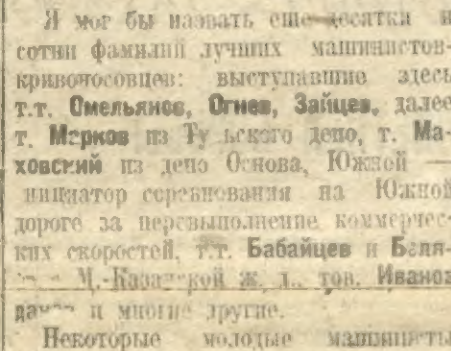 Я мог бы назвать еще десятки и
сотни фамилий лучших машинистов-
кривоносовцев: выступавшие здесь
т.т. Омельянов, Огнев, Зайцев, далее
т. Марков из депо, т. Ма-
ховский из депо Основа, Южной —
инициатор соревнования на Южной
дороге за перевыполнение коммерчес-
ких скоростей, т.т. Бабайцев и Беля-
М.-Казанской ж. д., тов. Иванов
и многие другие.
Некоторые молодые машинисты